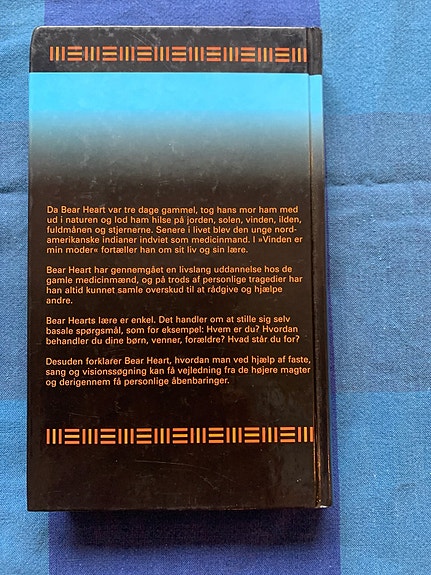 Da Bear Heart var tre dage gammel, tog hans mor ham med
ud i naturen og lod ham hilse på jorden, solen, vinden, ilden,
fuldmånen og stjernerne. Senere i livet blev den unge nord-
amerikanske indianer indviet som medicinmand. I »Vinden er
min moder« fortæller han om sit liv og sin lære.
Bear Heart har gennemgået en livslang uddannelse hos de
gamle medicinmænd, og på trods af personlige tragedier har
han altid kunnet samle overskud til at rådgive og hjælpe
andre.
Bear Hearts lære er enkel. Det handler om at stille sig selv
basale spørgsmål, som for eksempel: Hvem er du? Hvordan
behandler du dine børn, venner, forældre? Hvad står du for?
Desuden forklarer Bear Heart, hvordan man ved hjælp af faste,
sang og visionssøgning kan få vejledning fra de højere magter
og derigennem få personlige åbenbaringer.